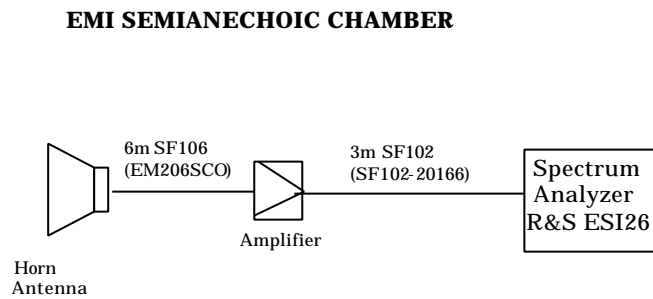 EMI SEMIANECHOIC CHAMBER
6m SF106
(EM206SCO)
3m SF102
(SF102-20166)
Spectrum
Analyzer
R&S ESI26
Amplifier
Horn
Antenna